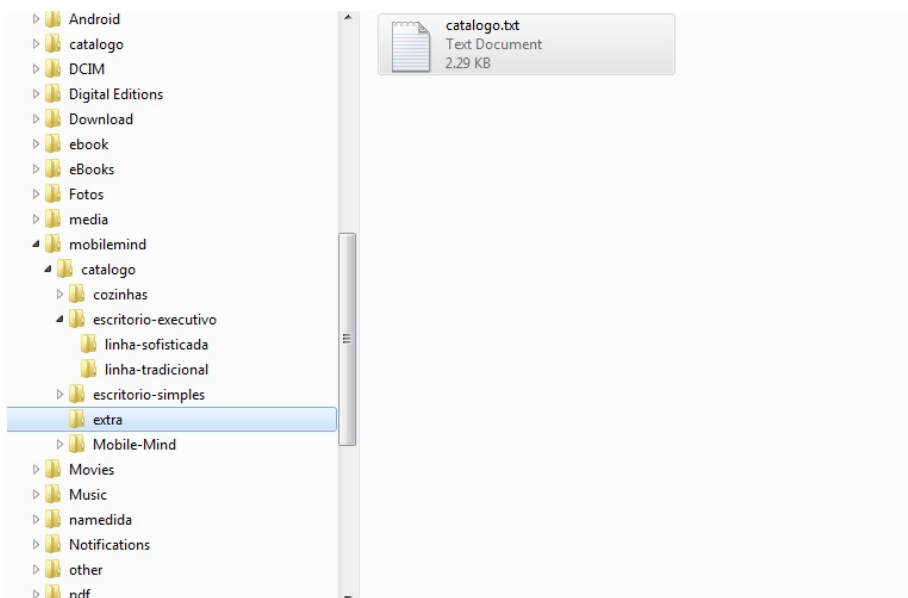 Android
catalogo
DCIM
Digital Editions
Download
ebook
eBooks
Fotos
media
mobilemind
catalogo
cozinhas
escritorio-executivo
linha-sofisticada
linha-tradicional
escritorio-simples
extra
Mobile-Mind
Movies
Music
namedida
Notifications
other
pdf
catalogo.txt
Text Document
2.29 KB